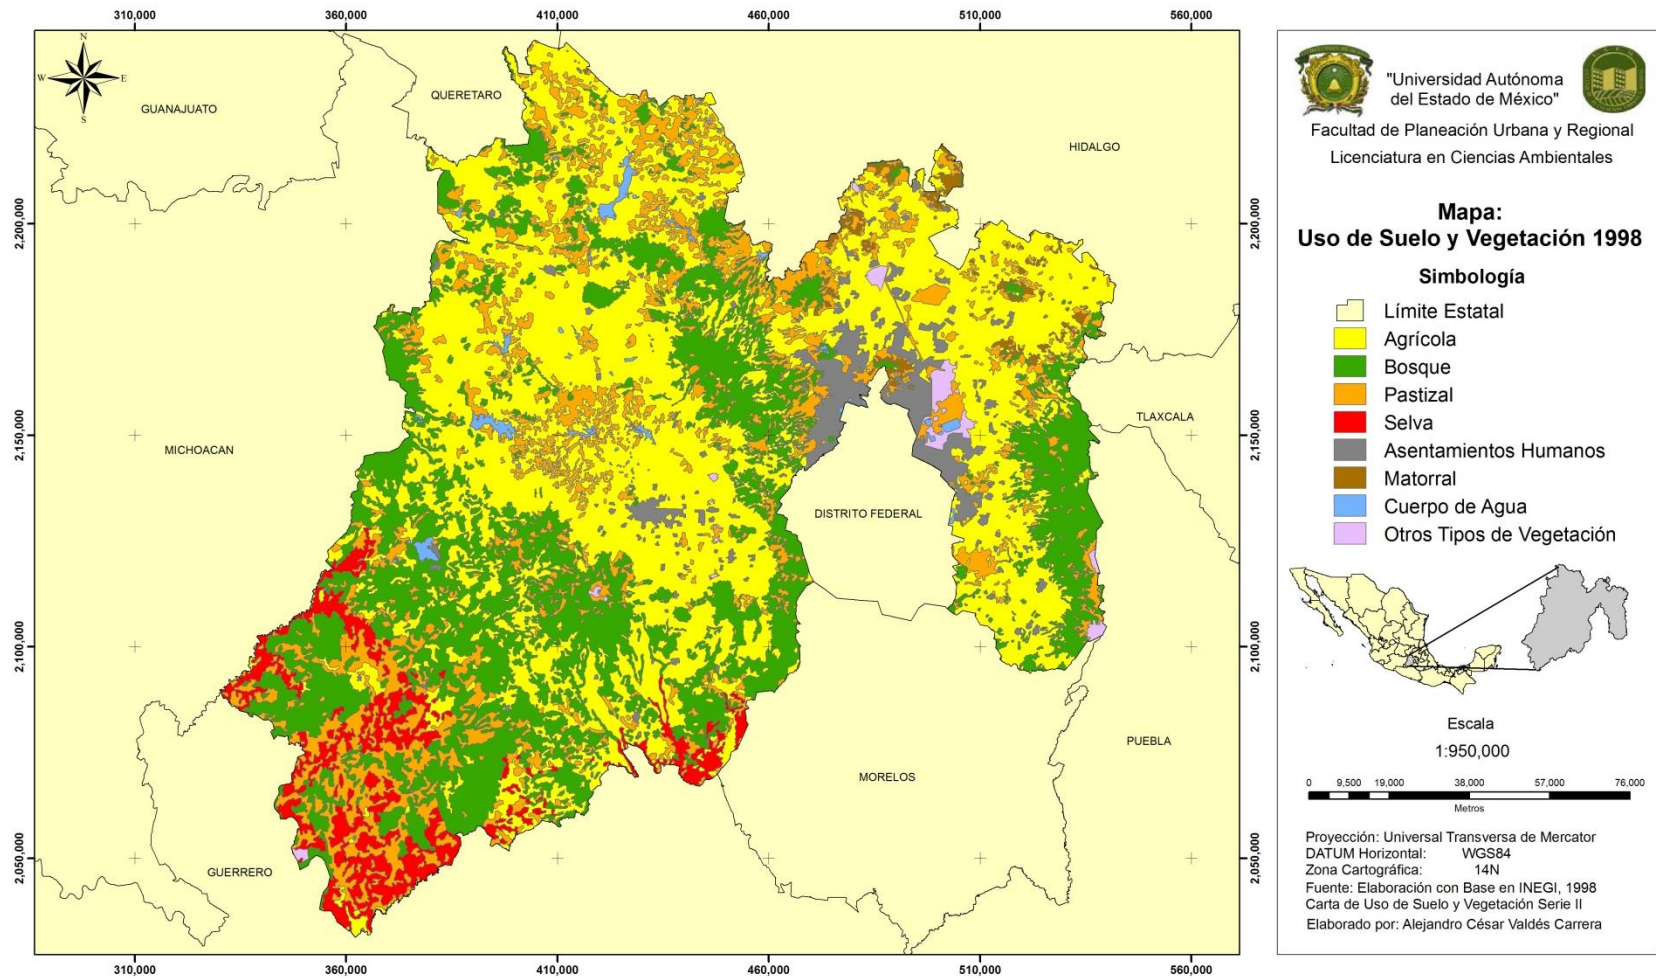 310,000 360,000 410,000 460,000 510,000 560,000
N
W E
S
GUANAJUATO
QUERETARO
HIDALGO
MICHOACAN
TLAXCALA
DISTRITO FEDERAL
MORELOS
PUEBLA
GUERRERO
2,200,000 2,200,000
2,150,000 2,150,000
2,100,000 2,100,000
2,050,000 2,050,000
310,000 360,000 410,000 460,000 510,000 560,000
"Universidad Autónoma
del Estado de México"
Facultad de Planeación Urbana y Regional
Licenciatura en Ciencias Ambientales
Mapa:
Uso de Suelo y Vegetación 1998
Simbología
Límite Estatal
Agrícola
Bosque
Pastizal
Selva
Asentamientos Humanos
Matorral
Cuerpo de Agua
Otros Tipos de Vegetación
Escala
1:950,000
0 9,500 19,000 38,000 57,000 76,000
Metros
Proyección: Universal Transversa de Mercator
DATUM Horizontal: WGS84
Zona Cartográfica: 14N
Fuente: Elaboración con Base en INEGI, 1998
Carta de Uso de Suelo y Vegetación Serie II
Elaborado por: Alejandro César Valdés Carrera